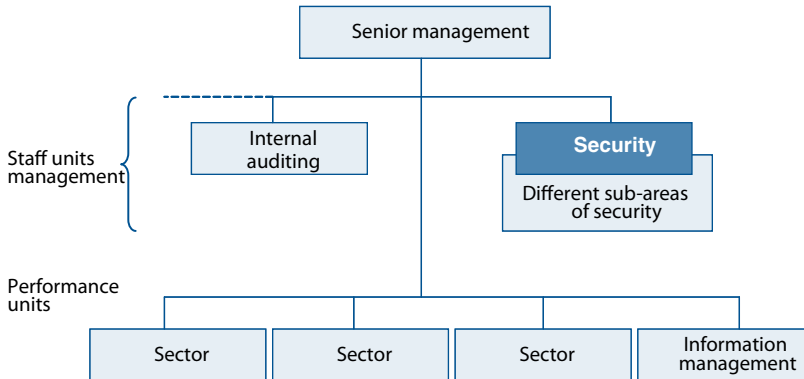 Senior management
Internal
auditing
Security
Staff units
management
Different sub-areas
of security
Performance
units
Sector
Sector
Sector
Information
management